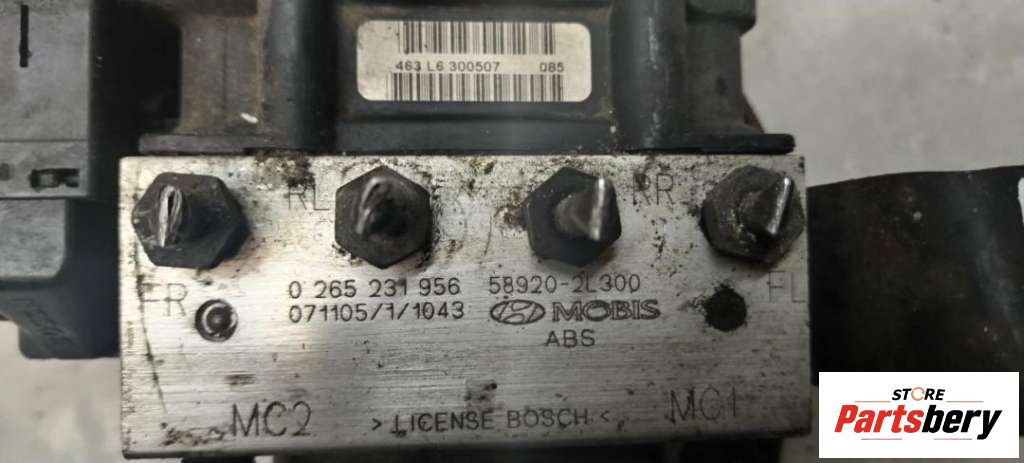 463 L6 300507 085
RL RR
FR FL
0 265 231 956 58920-2L300
071105/1/1043 MOBIS
ABS
MC2 > LICENSE BOSCH < MC1
STORE
Partsbery